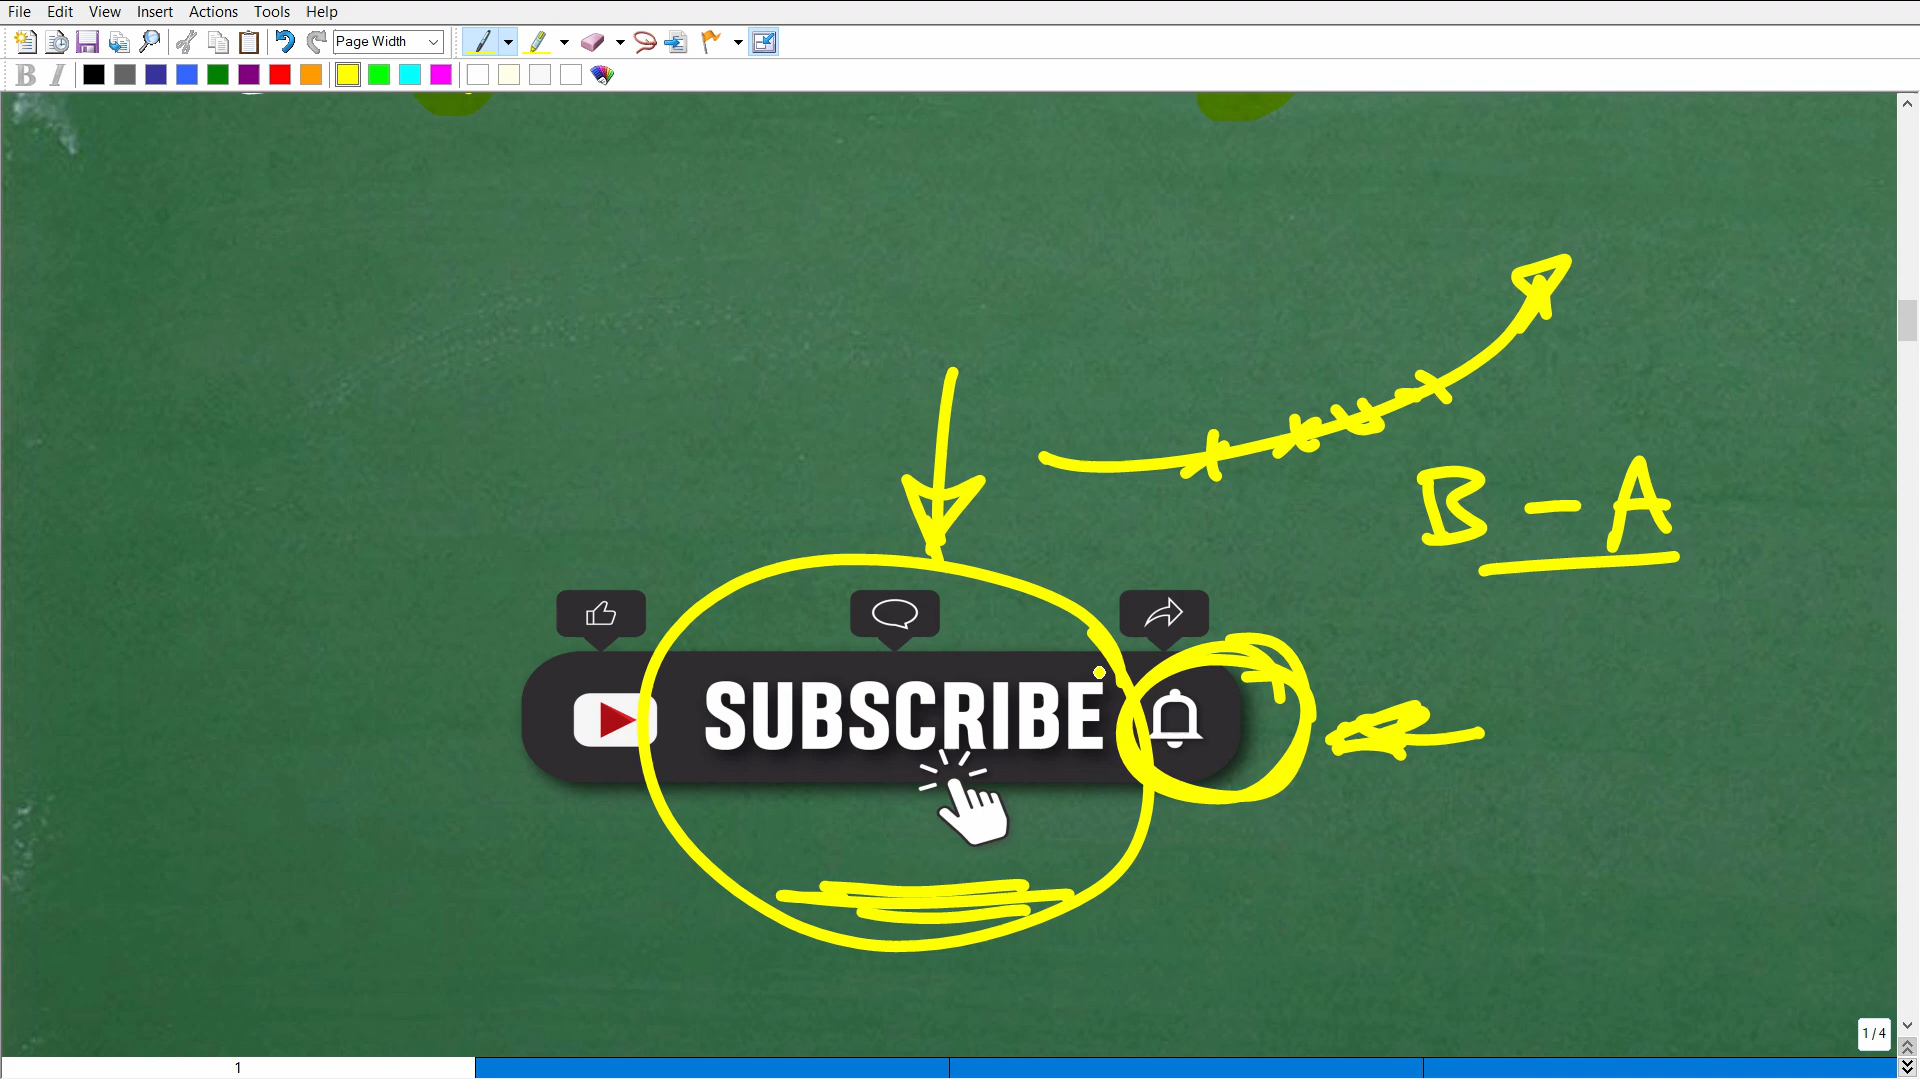 File Edit View Insert Actions Tools Help
Page Width
B I
B - A
SUBSCRIBE
1 / 4
1